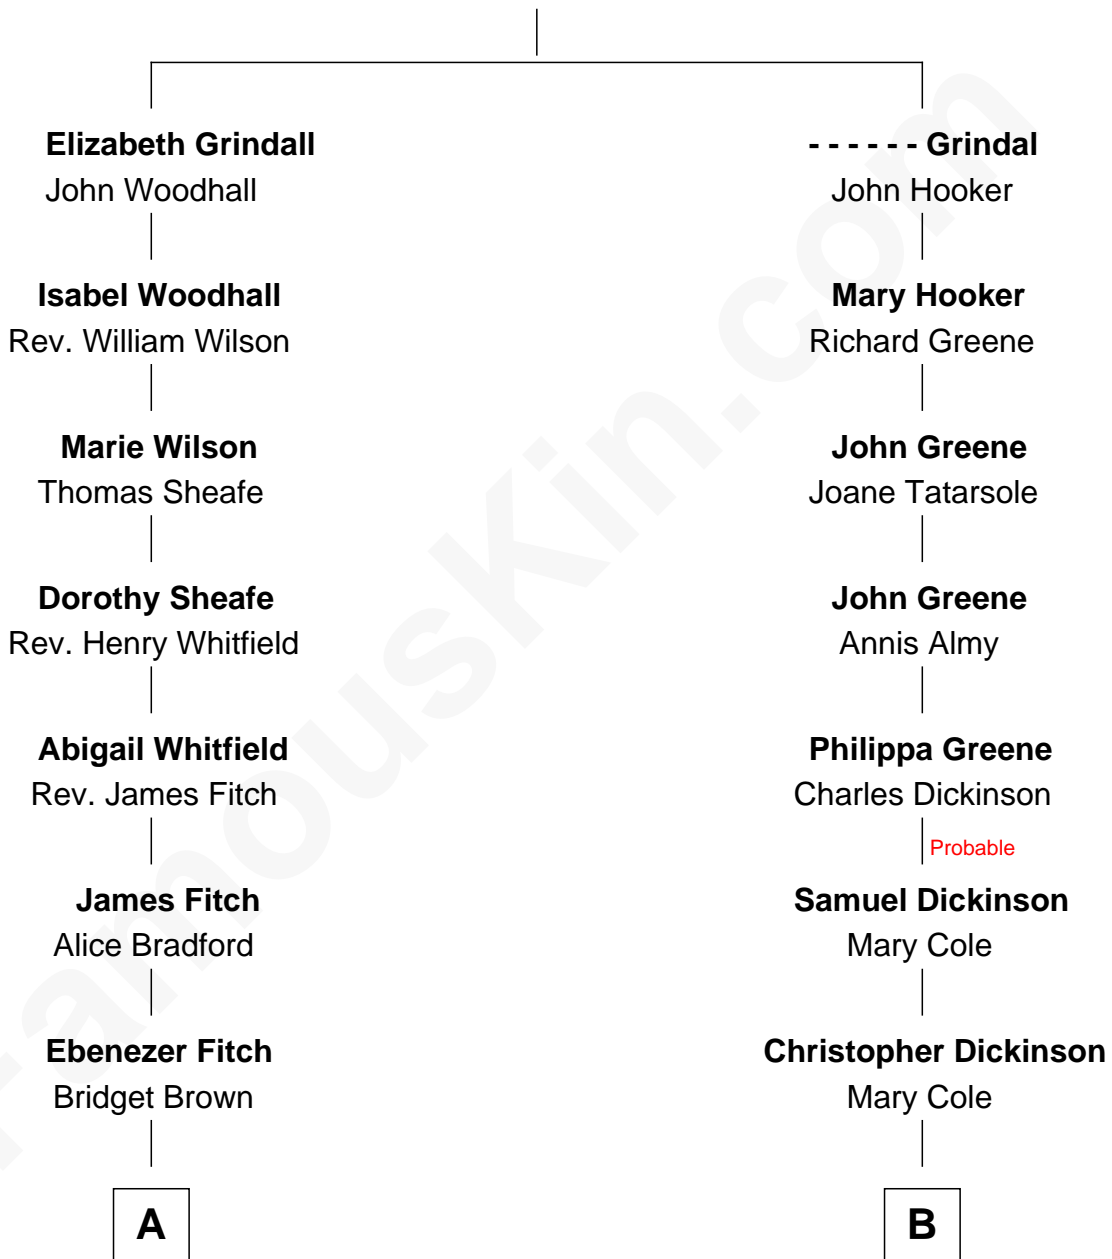 Elizabeth Grindall
John Woodhall
Isabel Woodhall
Rev. William Wilson
Marie Wilson
Thomas Sheafe
Dorothy Sheafe
Rev. Henry Whitfield
Abigail Whitfield
Rev. James Fitch
James Fitch
Alice Bradford
Ebenezer Fitch
Bridget Brown
A
- - - - - - Grindal
John Hooker
Mary Hooker
Richard Greene
John Greene
Joane Tatarsole
John Greene
Annis Almy
Philippa Greene
Charles Dickinson
Probable
Samuel Dickinson
Mary Cole
Christopher Dickinson
Mary Cole
B
FamousKin.com